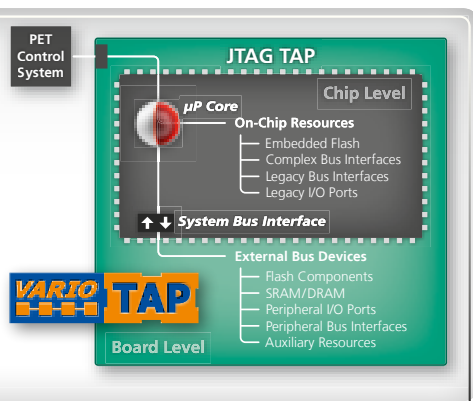 PET
Control
System
JTAG TAP
Chip Level
µP Core
On-Chip Resources
Embedded Flash
Complex Bus Interfaces
Legacy Bus Interfaces
Legacy I/O Ports
System Bus Interface
External Bus Devices
Flash Components
SRAM/DRAM
Peripheral I/O Ports
Peripheral Bus Interfaces
Auxiliary Resources
VARIO TAP
Board Level